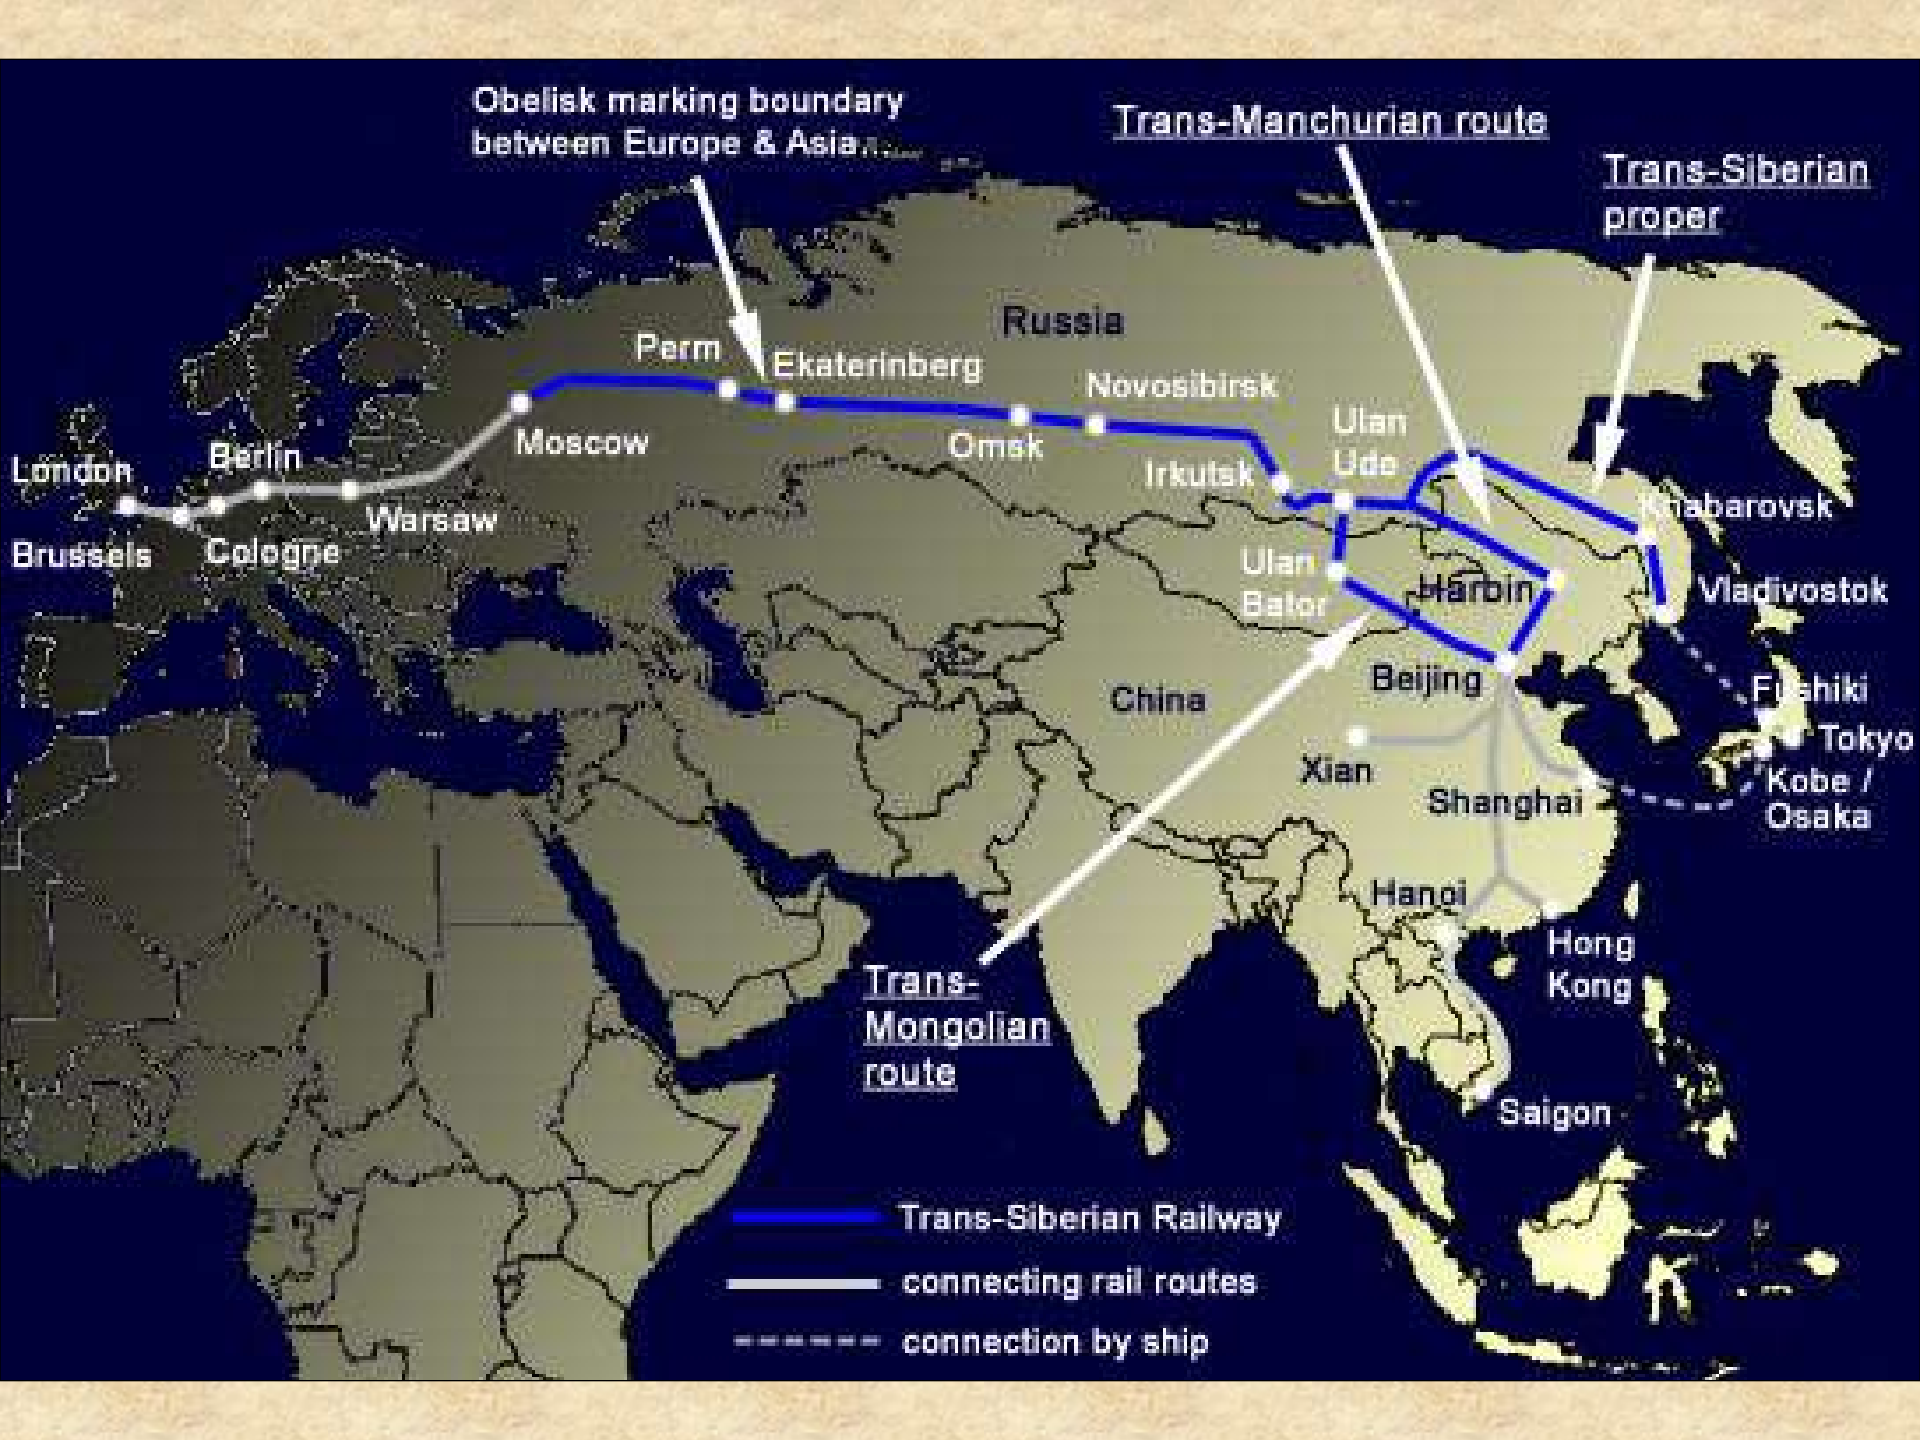 Obelisk marking boundary
between Europe & Asia....
Trans-Manchurian route
Trans-Siberian
proper
Russia
Perm
Ekaterinberg
Novosibirsk
Moscow
Omsk
Ulan
Ude
Irkutsk
London
Berlin
Warsaw
Brussels
Cologne
Khabarovsk
Ulan
Bator
Harbin
Vladivostok
Beijing
China
Fushiki
Tokyo
Xian
Shanghai
Kobe /
Osaka
Hanoi
Hong
Kong
Trans-
Mongolian
route
Saigon
Trans-Siberian Railway
connecting rail routes
connection by ship